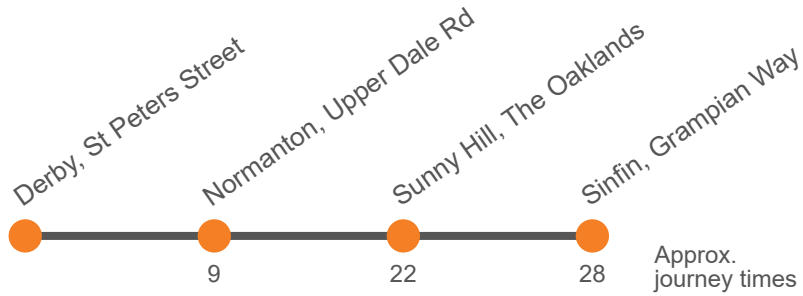 Derby, St Peters Street
Normanton, Upper Dale Rd
Sunny Hill, The Oaklands
Sinfin, Grampian Way
9
22
28
Approx.
journey times